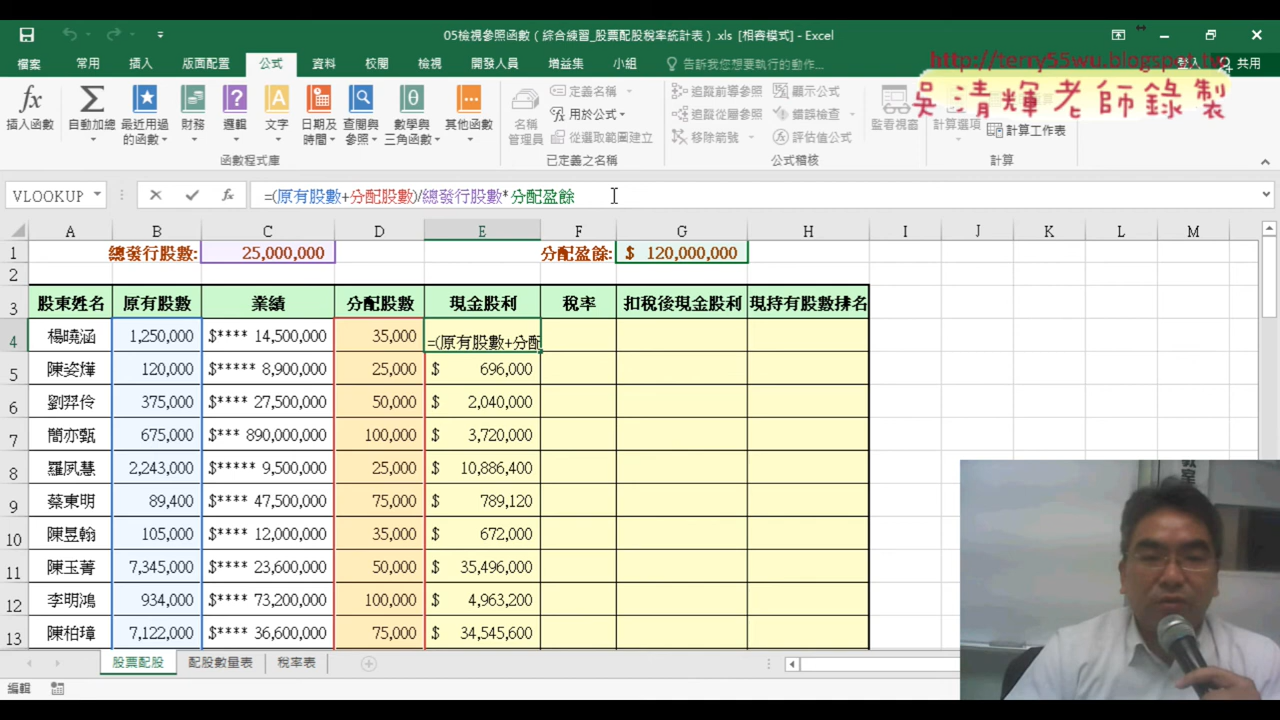 05檢視參照函數（綜合練習_股票配股稅率統計表）.xls [相容模式] - Excel
檔案 常用 插入 版面配置 公式 資料 校閱 檢視 開發人員 增益集 小組 告訴我您想要執行的動作... 登入 共用
http://terry55wu.blogspot.tw
吳清輝老師錄製
插入函數 自動加總 最近用過的函數 財務 邏輯 文字 日期及時間 查閱與參照 數學與三角函數 其他函數
函數程式庫
名稱管理員 定義名稱 用於公式 從選取範圍建立
已定義之名稱
追蹤前導參照 追蹤從屬參照 移除箭號 顯示公式 錯誤檢查 評估值公式 監看視窗
公式稽核
計算選項 計算工作表
計算
VLOOKUP =(原有股數+分配股數)/總發行股數*分配盈餘
A B C D E F G H I J K L M
1 總發行股數: 25,000,000 分配盈餘: $ 120,000,000
2
3 股東姓名 原有股數 業績 分配股數 現金股利 稅率 扣稅後現金股利 現持有股數排名
4 楊曉涵 1,250,000 $**** 14,500,000 35,000 =(原有股數+分配
5 陳姿燁 120,000 $***** 8,900,000 25,000 $ 696,000
6 劉羿伶 375,000 $**** 27,500,000 50,000 $ 2,040,000
7 簡亦甄 675,000 $*** 890,000,000 100,000 $ 3,720,000
8 羅夙慧 2,243,000 $***** 9,500,000 25,000 $ 10,886,400
9 蔡東明 89,400 $**** 47,500,000 75,000 $ 789,120
10 陳昱翰 105,000 $**** 12,000,000 35,000 $ 672,000
11 陳玉菁 7,345,000 $**** 23,600,000 50,000 $ 35,496,000
12 李明鴻 934,000 $**** 73,200,000 100,000 $ 4,963,200
13 陳柏璋 7,122,000 $**** 36,600,000 75,000 $ 34,545,600
股票配股 配股數量表 稅率表
編輯